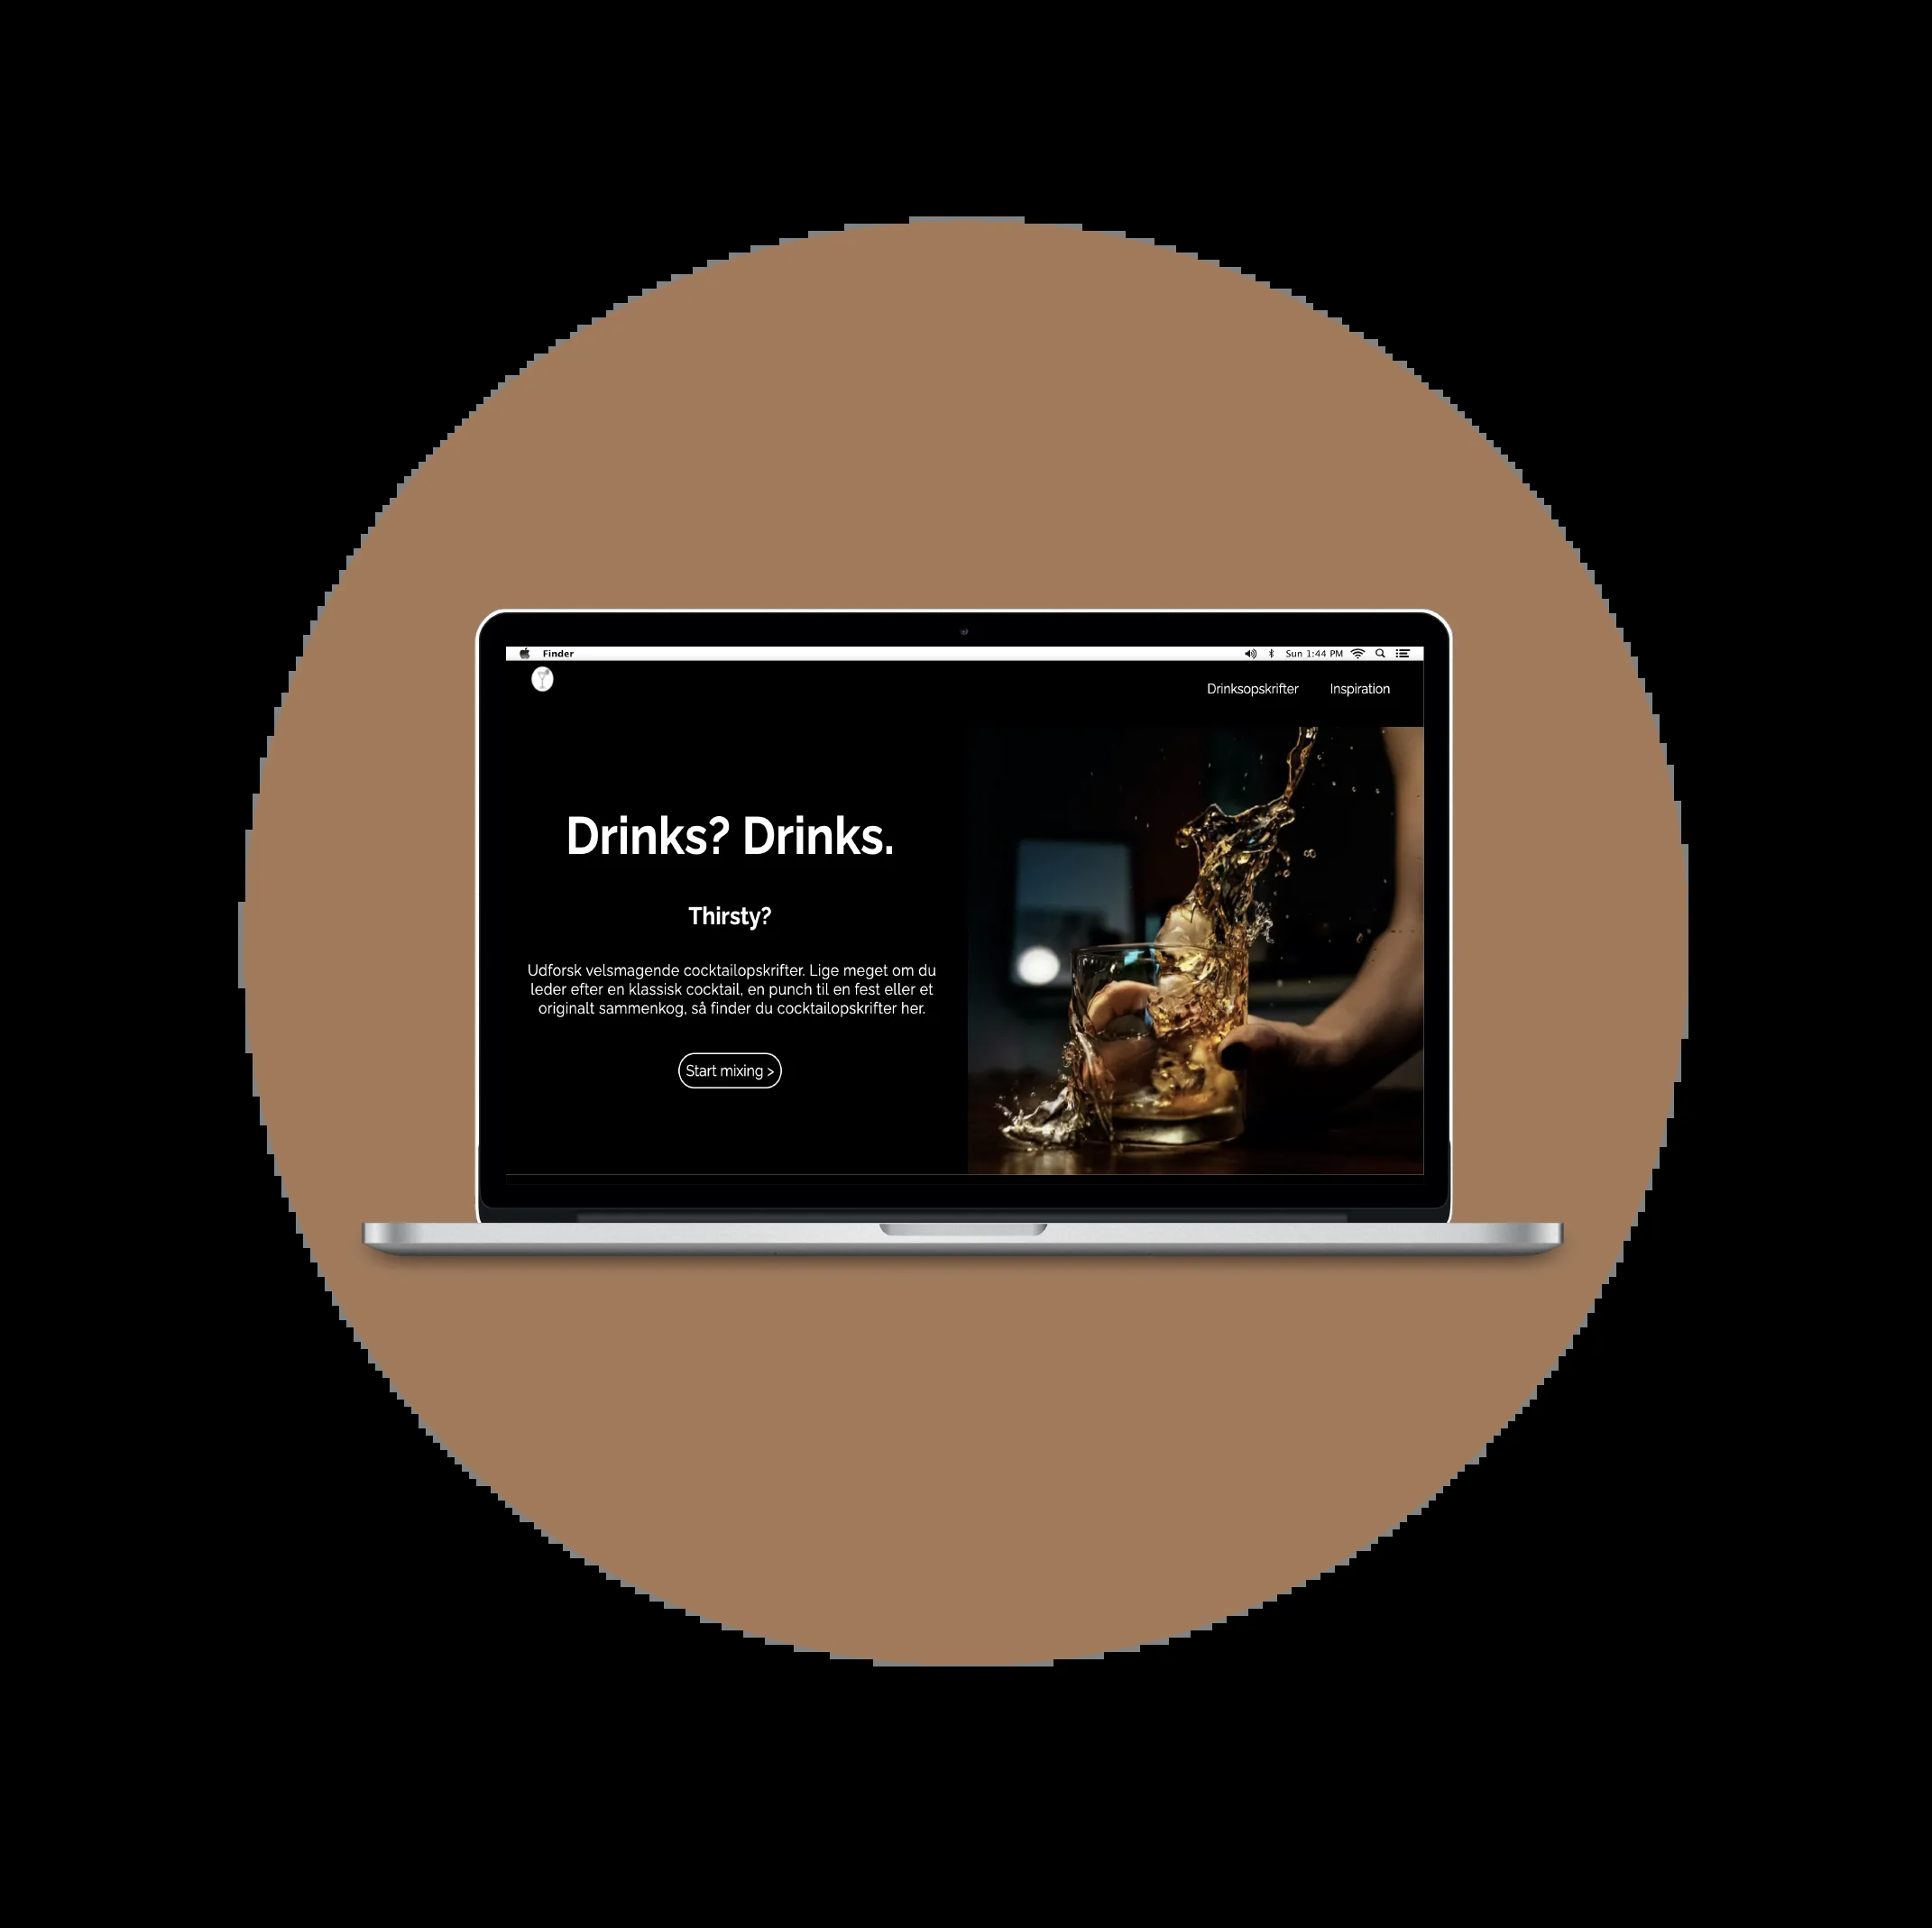 Finder
Sun 1:44 PM
Drinksopskrifter Inspiration
Drinks? Drinks.
Thirsty?
Udforsk velsmagende cocktailopskrifter. Lige meget om du
leder efter en klassisk cocktail, en punch til en fest eller et
originalt sammenkog, så finder du cocktailopskrifter her.
Start mixing >